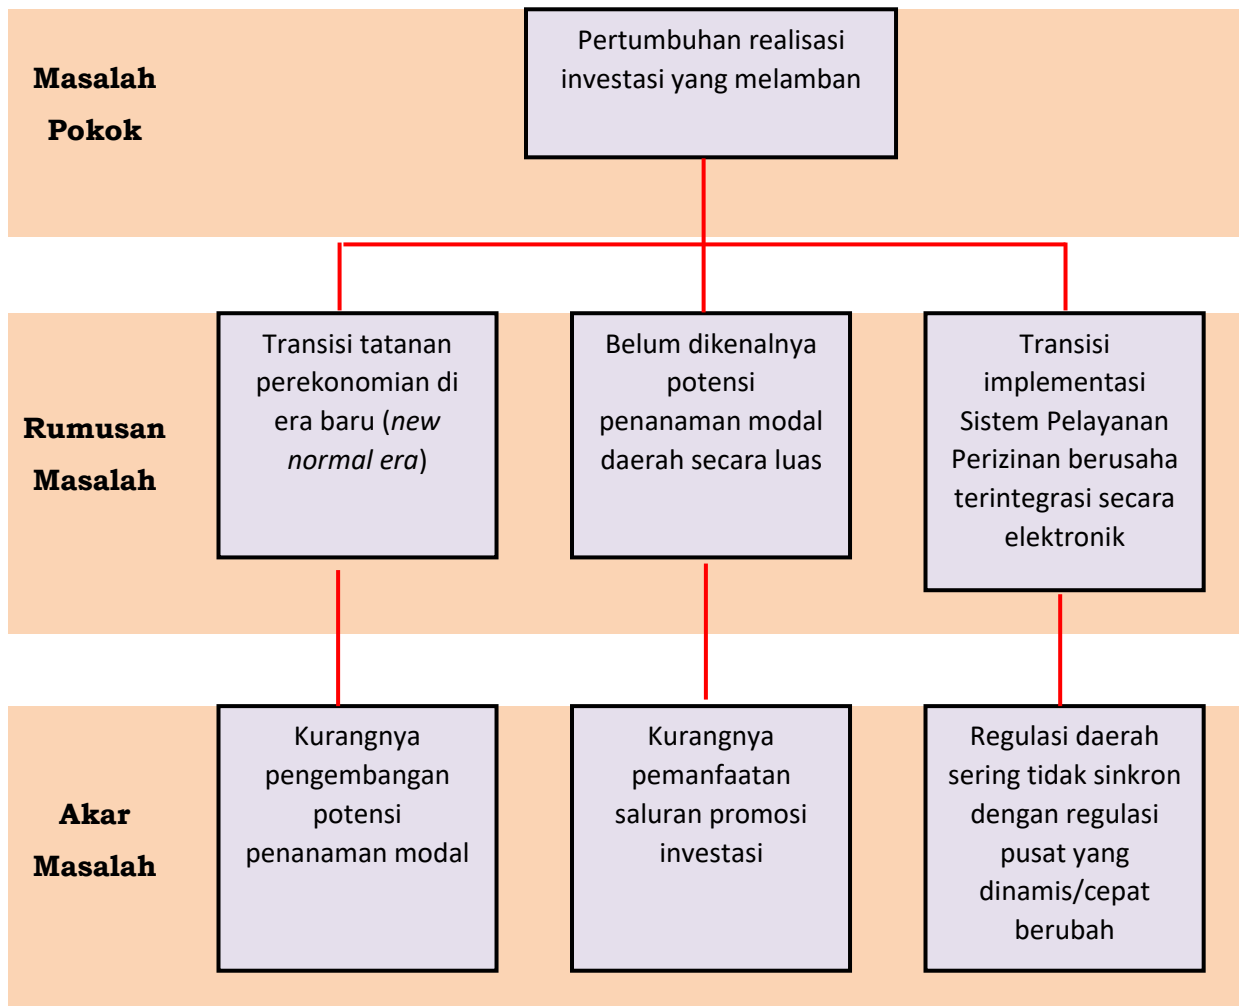 Masalah
Pokok
Pertumbuhan realisasi
investasi yang melamban
Rumusan
Masalah
Transisi tatanan
perekonomian di
era baru (new
normal era)
Belum dikenalnya
potensi
penanaman modal
daerah secara luas
Transisi
implementasi
Sistem Pelayanan
Perizinan berusaha
terintegrasi secara
elektronik
Akar
Masalah
Kurangnya
pengembangan
potensi
penanaman modal
Kurangnya
pemanfaatan
saluran promosi
investasi
Regulasi daerah
sering tidak sinkron
dengan regulasi
pusat yang
dinamis/cepat
berubah